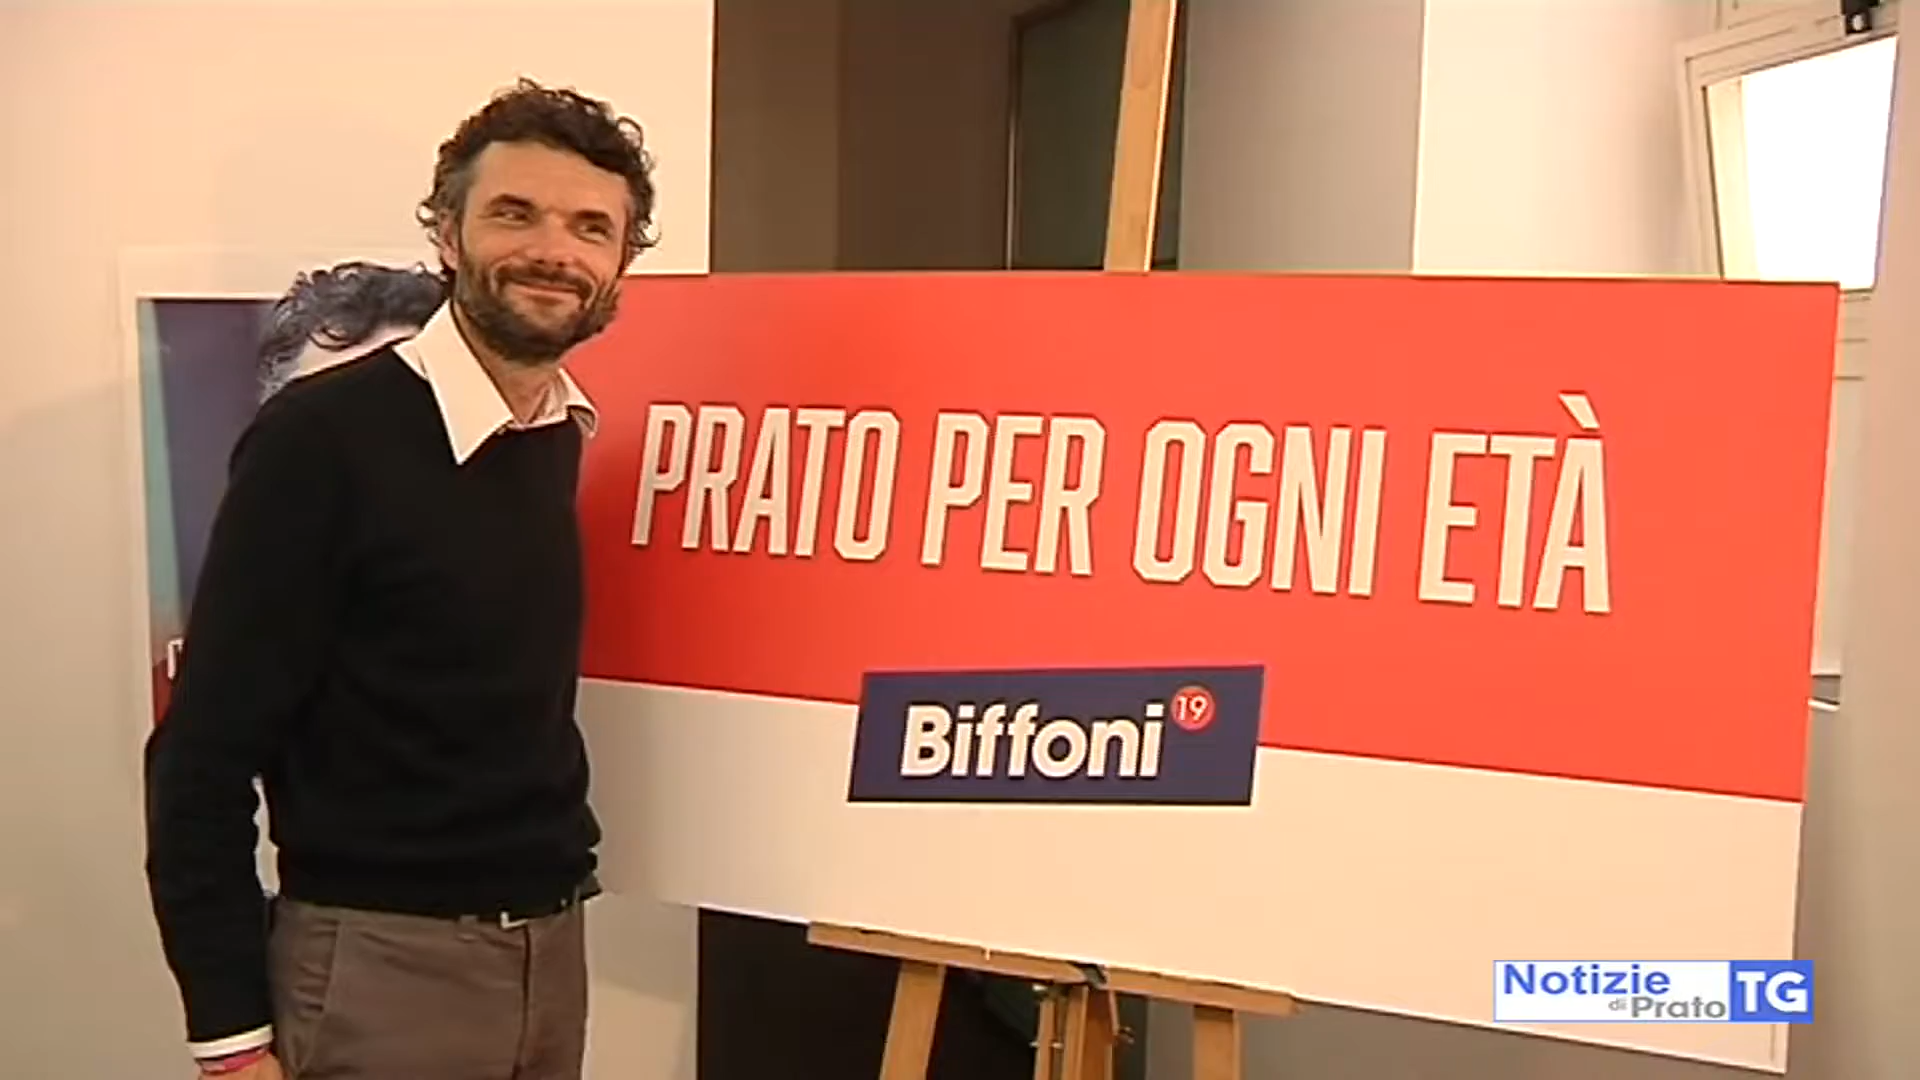 PRATO PER OGNI ETÀ
Biffoni 19
Notizie
di Prato
TG